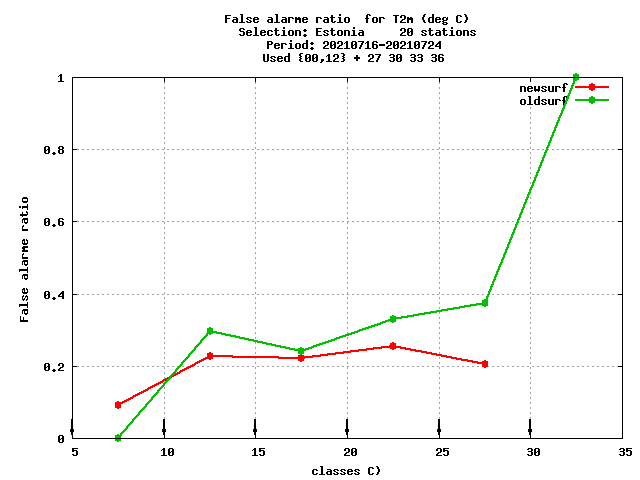 False alarme ratio  for T2m (deg C)
Selection: Estonia     20 stations
Period: 20210716-20210724
Used {00,12} + 27 30 33 36
newsurf
oldsurf
1
0.8
0.6
0.4
0.2
0
False alarme ratio
5 10 15 20 25 30 35
classes C)